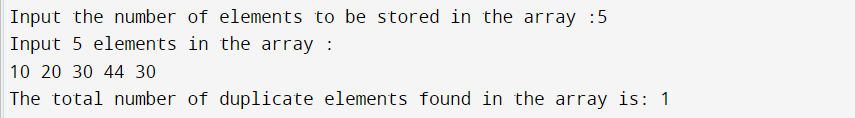 Input the number of elements to be stored in the array :5
Input 5 elements in the array :
10 20 30 44 30
The total number of duplicate elements found in the array is: 1